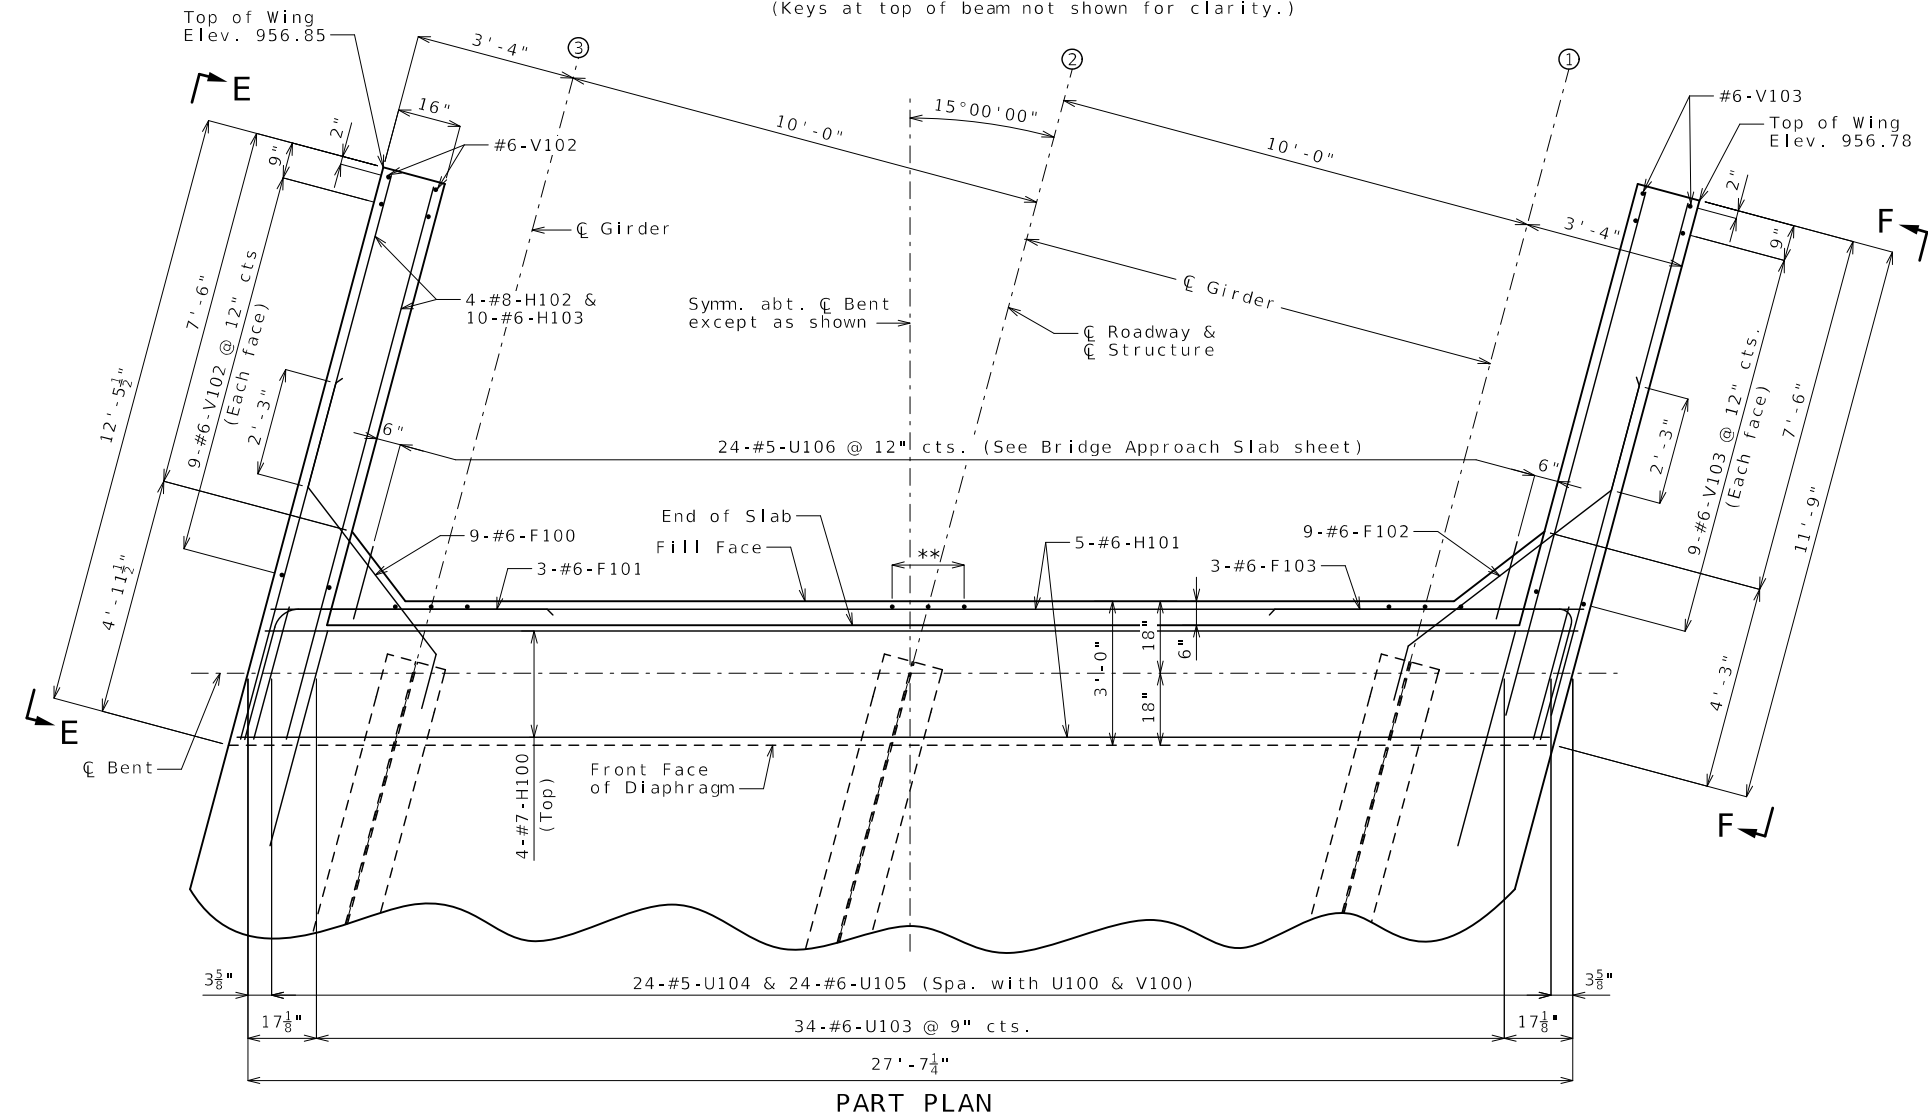 (Keys at top of beam not shown for clarity.)
Top of Wing
Elev. 956.85
3'-4"
3
2
1
E
16"
2"
9"
#6-V102
10'-0"
15°00'00"
10'-0"
#6-V103
Top of Wing
Elev. 956.78
3'-4"
2"
9"
F
℄ Girder
4-#8-H102 &
10-#6-H103
Symm. abt. ℄ Bent
except as shown
℄ Girder
℄ Roadway &
℄ Structure
12'-5½"
7'-6"
9-#6-V102 @ 12" cts
(Each face)
2'-3"
6"
24-#5-U106 @ 12" cts. (See Bridge Approach Slab sheet)
6"
2'-3"
9-#6-V103 @ 12" cts.
(Each face)
7'-6"
11'-9"
4'-11½"
9-#6-F100
End of Slab
Fill Face
**
5-#6-H101
9-#6-F102
3-#6-F101
3-#6-F103
18"
6"
3'-0"
18"
4'-3"
E
℄ Bent
4-#7-H100
(Top)
Front Face
of Diaphragm
F
3⅝"
24-#5-U104 & 24-#6-U105 (Spa. with U100 & V100)
3⅝"
17⅛"
34-#6-U103 @ 9" cts.
17⅛"
27'-7¼"
PART PLAN